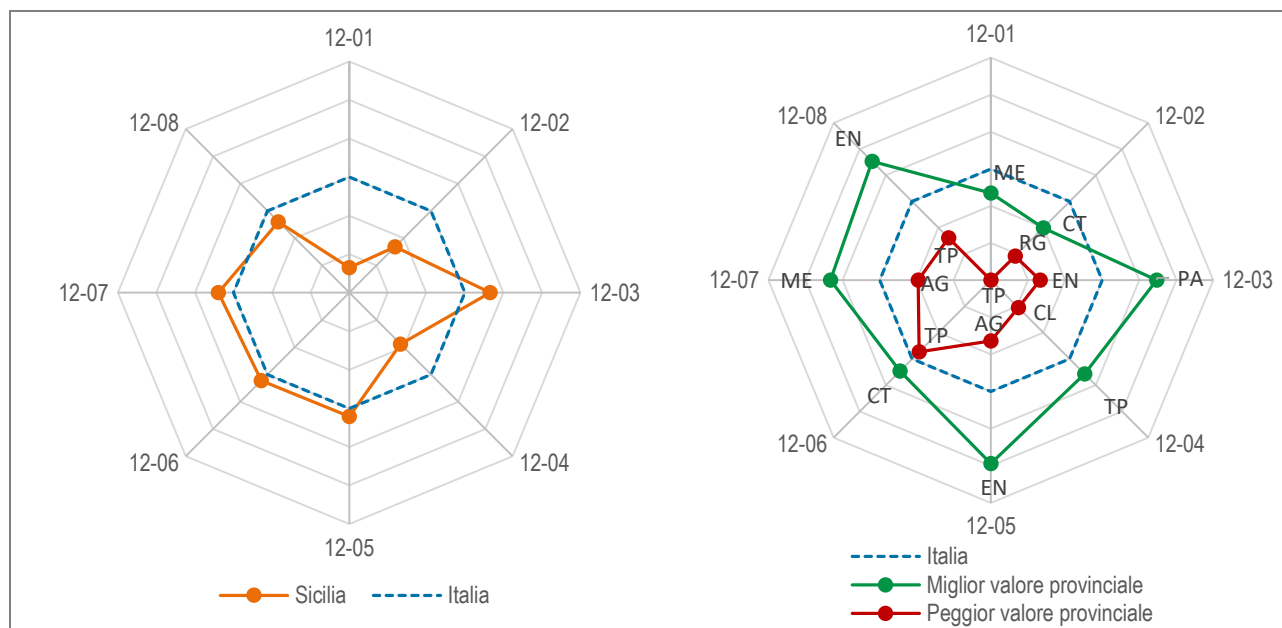 12-01
12-08
12-02
12-07
12-03
12-06
12-04
12-05
Sicilia
Italia
12-01
12-08
12-02
EN
ME
CT
RG
TP
12-07
ME
AG
TP
EN
PA
12-03
AG
CL
TP
CT
TP
12-06
12-04
EN
12-05
Italia
Miglior valore provinciale
Peggior valore provinciale